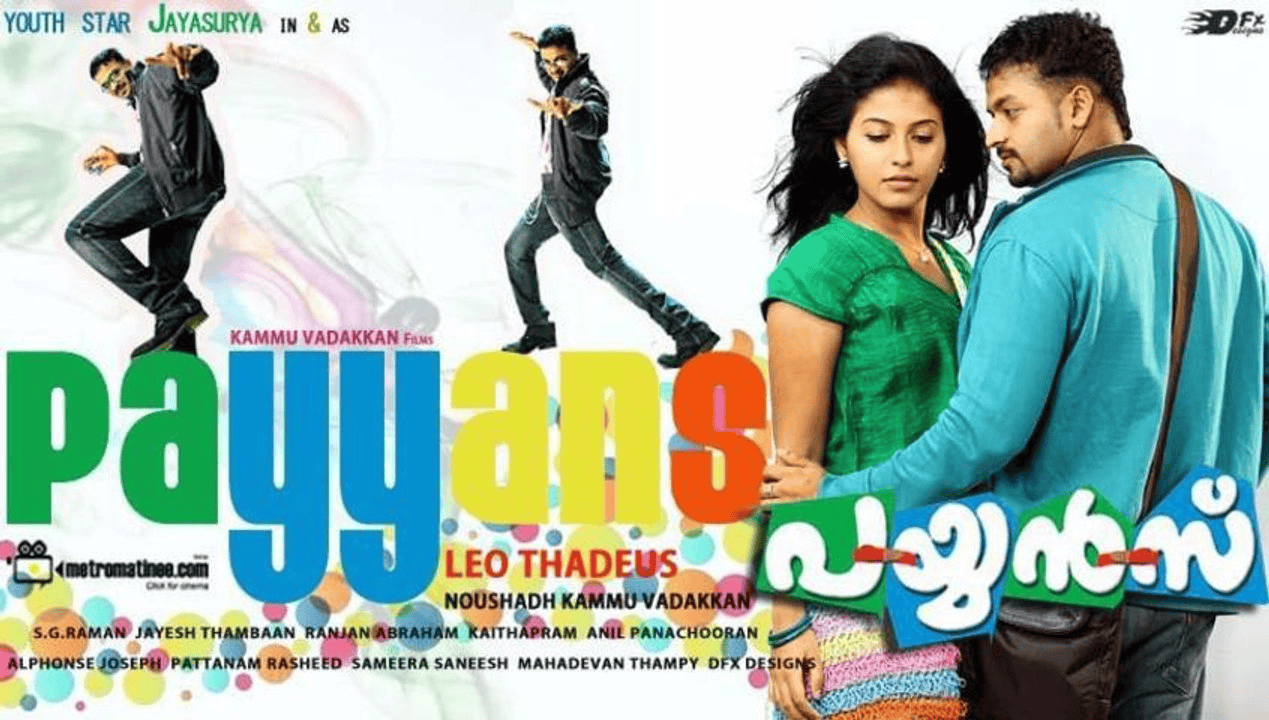 YOUTH STAR JAYASURYA IN & AS
DFX
Designs
KAMMU VADAKKAN FILMS
payyans
പയ്യൻസ്
LEO THADEUS
metromatinee.com
Click for cinema
NOUSHADH KAMMU VADAKKAN
S.G.RAMAN JAYESH THAMBAAN RANJAN ABRAHAM KAITHAPRAM ANIL PANACHOORAN
ALPHONSE JOSEPH PATTANAM RASHEED SAMEERA SANEESH MAHADEVAN THAMPY DFX DESIGNS